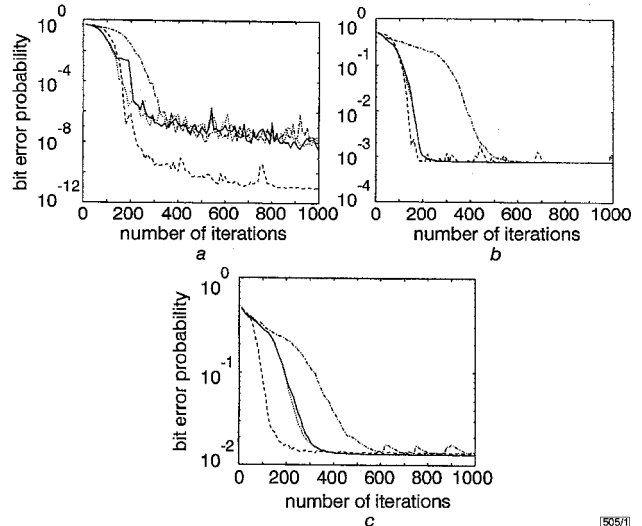 10^0
10^-4
10^-8
10^-12
bit error probability
0 200 400 600 800 1000
number of iterations
a
10^0
10^-1
10^-2
10^-3
10^-4
bit error probability
0 200 400 600 800 1000
number of iterations
b
10^0
10^-1
10^-2
bit error probability
0 200 400 600 800 1000
number of iterations
c
505/1